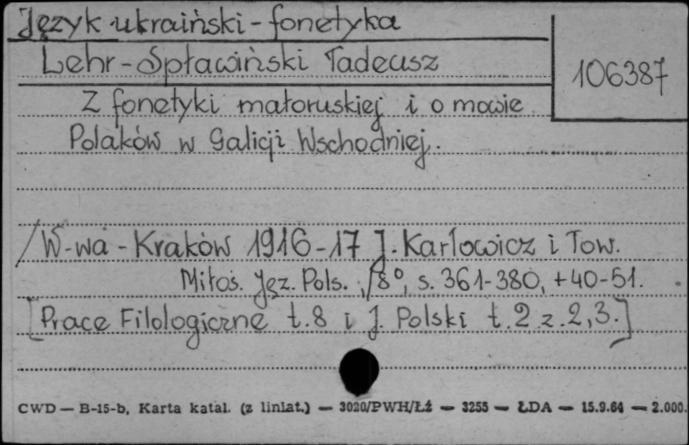 Język ukraiński - fonetyka
Lehr-Spławiński Tadeusz
106387
Z fonetyki małoruskiej i o mowie
Polaków w Galicji Wschodniej.
/W-wa - Kraków 1916-17 J. Karłowicz i Tow.
Miłoś. Jęz. Pols., /8°, s. 361-380, +40-51.
[Prace Filologiczne t. 8 i J. Polski t. 2 z. 2, 3.]
CWD — B-15-b, Karta katal. (z liniat.) — 3020/PWH/Łź — 3255 — ŁDA — 15.9.64 — 2.000.